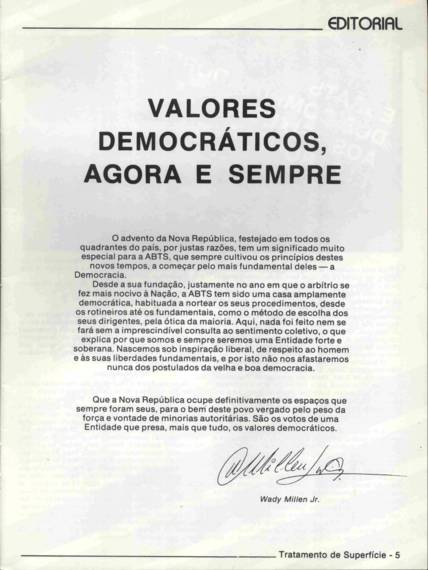 EDITORIAL
VALORES
DEMOCRÁTICOS,
AGORA E SEMPRE
O advento da Nova República, festejado em todos os
quadrantes do país, por justas razões, tem um significado muito
especial para a ABTS, que sempre cultivou os princípios destes
novos tempos, a começar pelo mais fundamental deles — a
Democracia.
Desde a sua fundação, justamente no ano em que o arbítrio se
fez mais nocivo à Nação, a ABTS tem sido uma casa amplamente
democrática, habituada a nortear os seus procedimentos, desde
os rotineiros até os fundamentais, como o método de escolha dos
seus dirigentes, pela ótica da maioria. Aqui, nada foi feito nem se
fará sem a imprescindível consulta ao sentimento coletivo, o que
explica por que somos e sempre seremos uma Entidade forte e
soberana. Nascemos sob inspiração liberal, de respeito ao homem
e às suas liberdades fundamentais, e por isto não nos afastaremos
nunca dos postulados da velha e boa democracia.
Que a Nova República ocupe definitivamente os espaços que
sempre foram seus, para o bem deste povo vergado pelo peso da
força e vontade de minorias autoritárias. São os votos de uma
Entidade que presa, mais que tudo, os valores democráticos.
Wady Millen Jr.
Tratamento de Superfície - 5